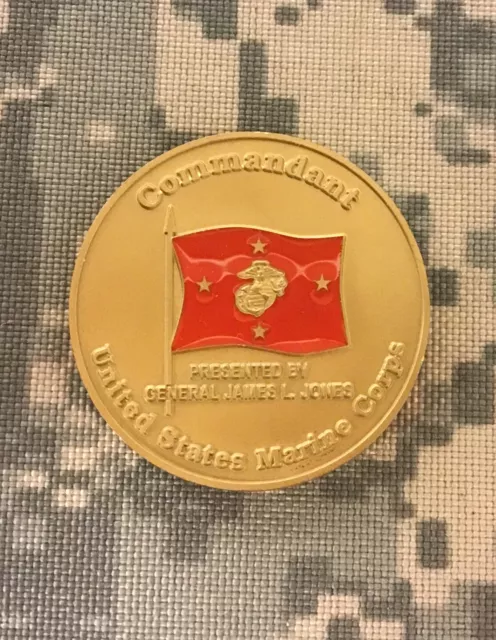 Commandant
PRESENTED BY
GENERAL JAMES L. JONES
United States Marine Corps